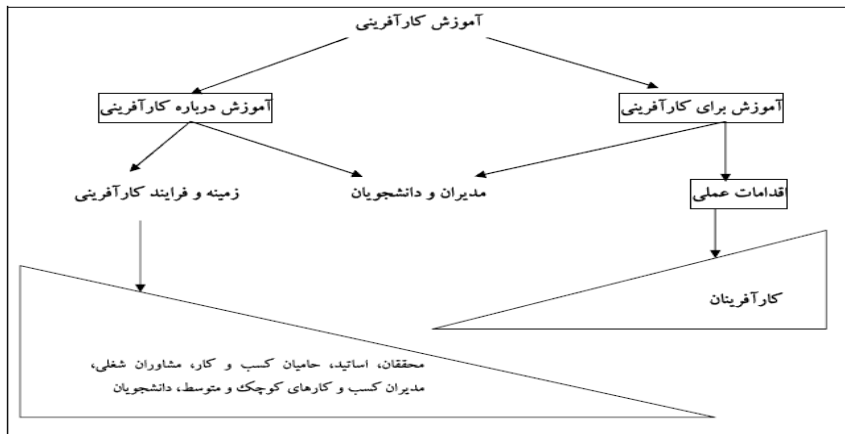 آموزش کارآفرینی
آموزش برای کارآفرینی
آموزش درباره کارآفرینی
اقدامات عملی
مدیران و دانشجویان
زمینه و فرایند کارآفرینی
کارآفرینان
محققان، اساتید، حامیان کسب و کار، مشاوران شغلی،
مدیران کسب و کارهای کوچک و متوسط، دانشجویان